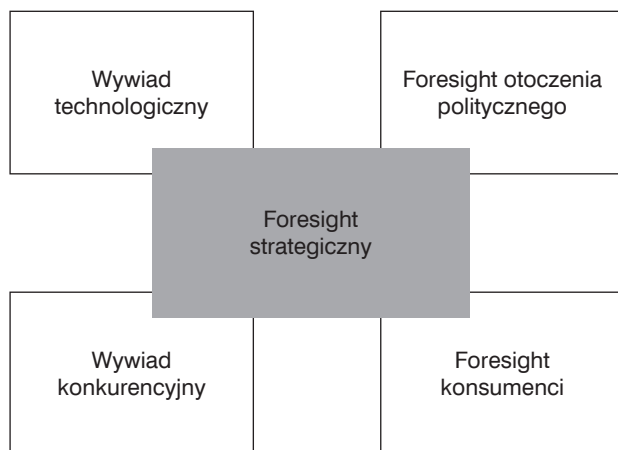 Wywiad
technologiczny
Foresight otoczenia
politycznego
Foresight
strategiczny
Wywiad
konkurencyjny
Foresight
konsumenci